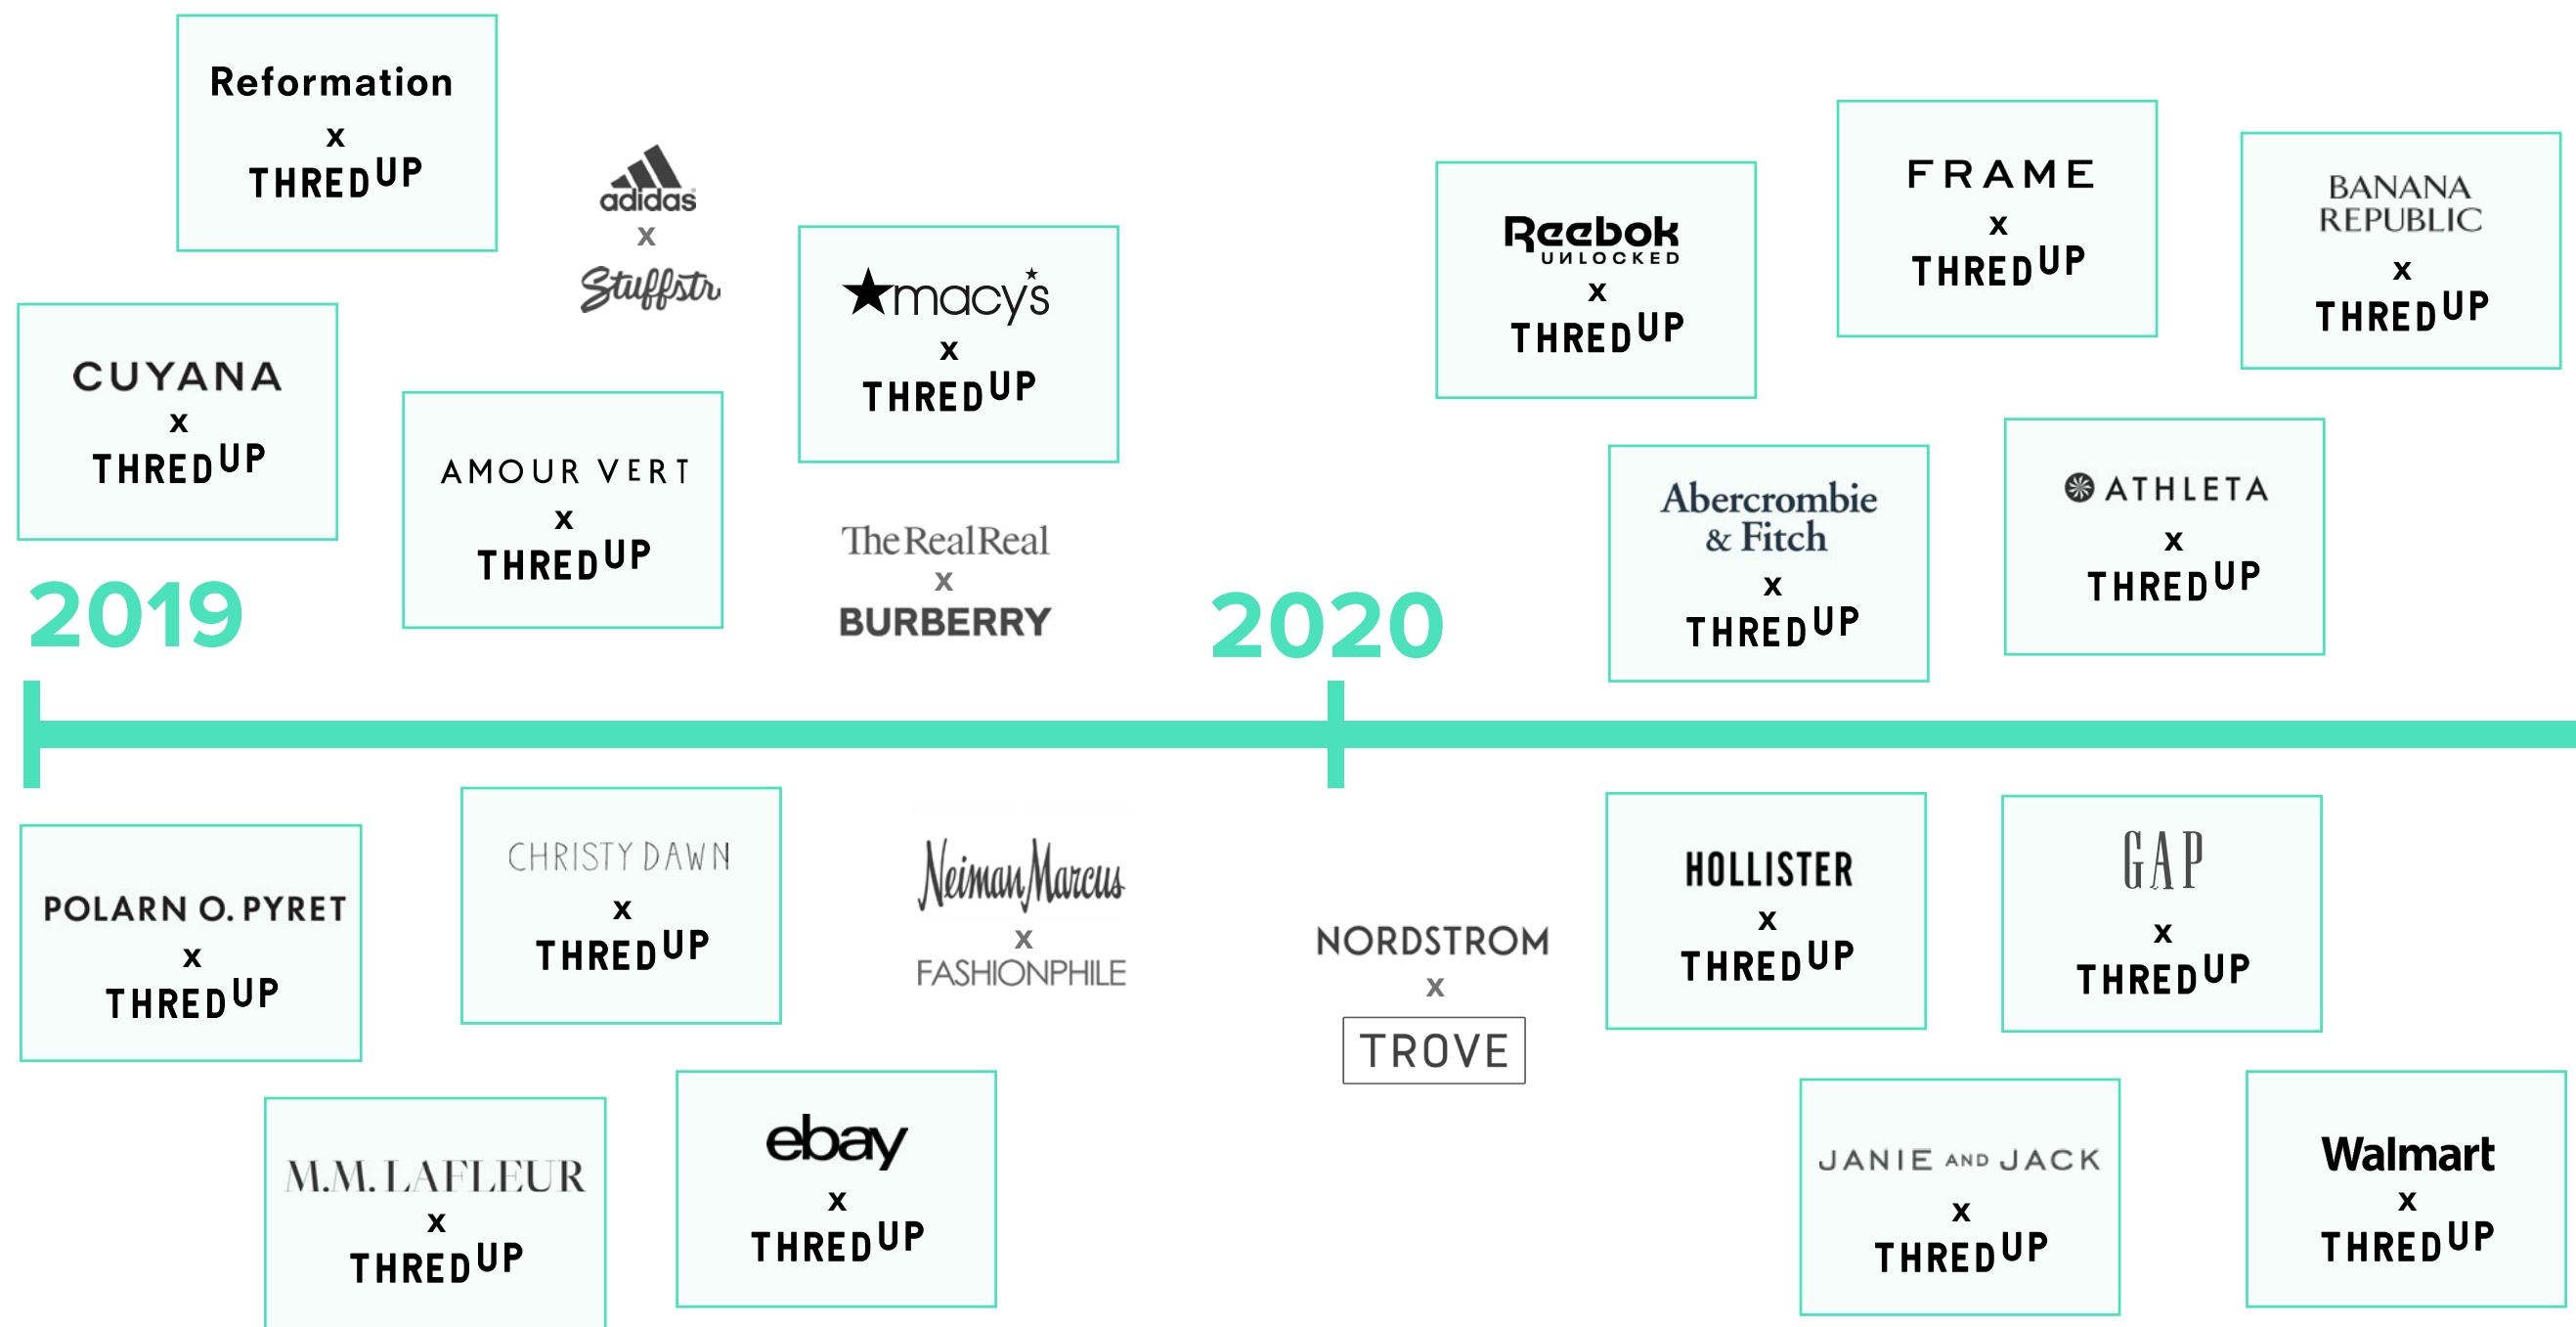 Reformation
x
THREDUP
adidas
x
Stuffstr
CUYANA
x
THREDUP
AMOUR VERT
x
THREDUP
macy's
x
THREDUP
The RealReal
x
BURBERRY
2019
POLARN O. PYRET
x
THREDUP
CHRISTY DAWN
x
THREDUP
Neiman Marcus
x
FASHIONPHILE
M.M. LAFLEUR
x
THREDUP
ebay
x
THREDUP
2020
Reebok
UNLOCKED
x
THREDUP
FRAME
x
THREDUP
BANANA
REPUBLIC
x
THREDUP
Abercrombie
& Fitch
x
THREDUP
ATHLETA
x
THREDUP
NORDSTROM
x
TROVE
HOLLISTER
x
THREDUP
GAP
x
THREDUP
JANIE AND JACK
x
THREDUP
Walmart
x
THREDUP